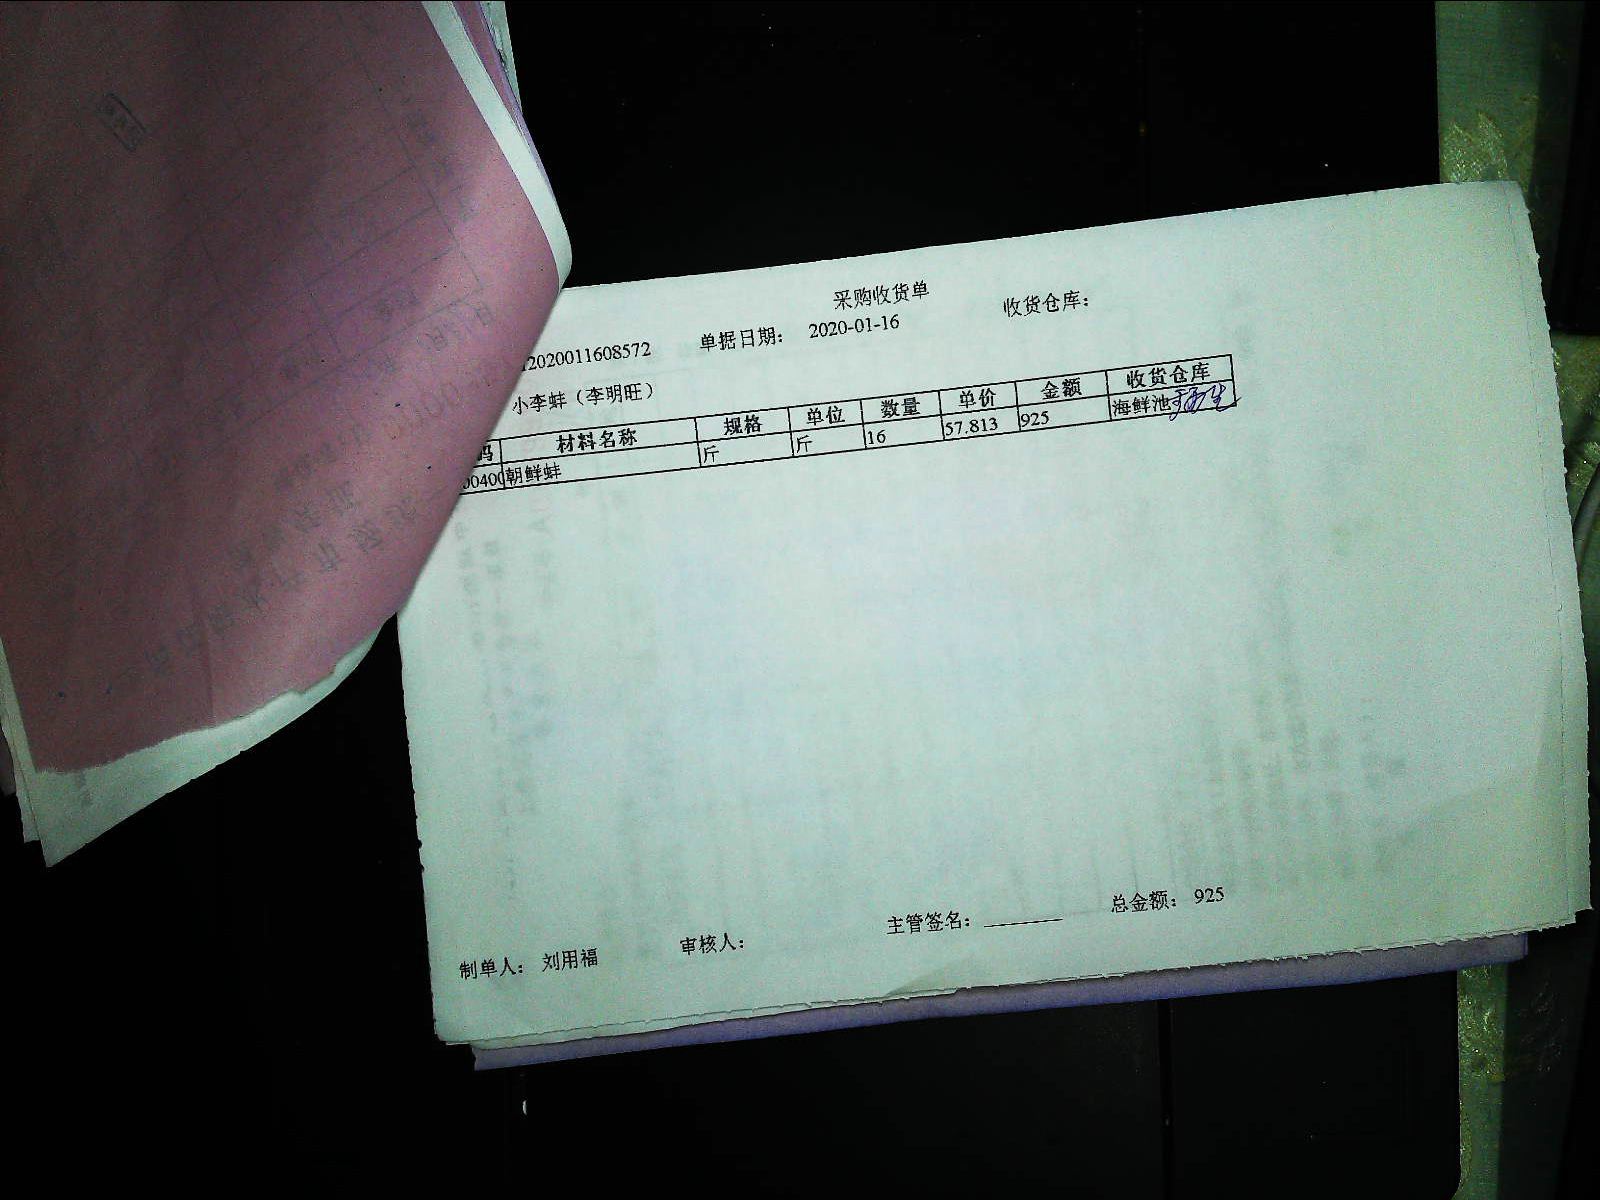 采购收货单
2020011608572 单据日期： 2020-01-16 收货仓库：
小李蚌（李明旺）
码 材料名称 规格 单位 数量 单价 金额 收货仓库
00400 朝鲜蚌 斤 斤 16 57.813 925 海鲜池
制单人： 刘用福 审核人： 主管签名： 总金额： 925